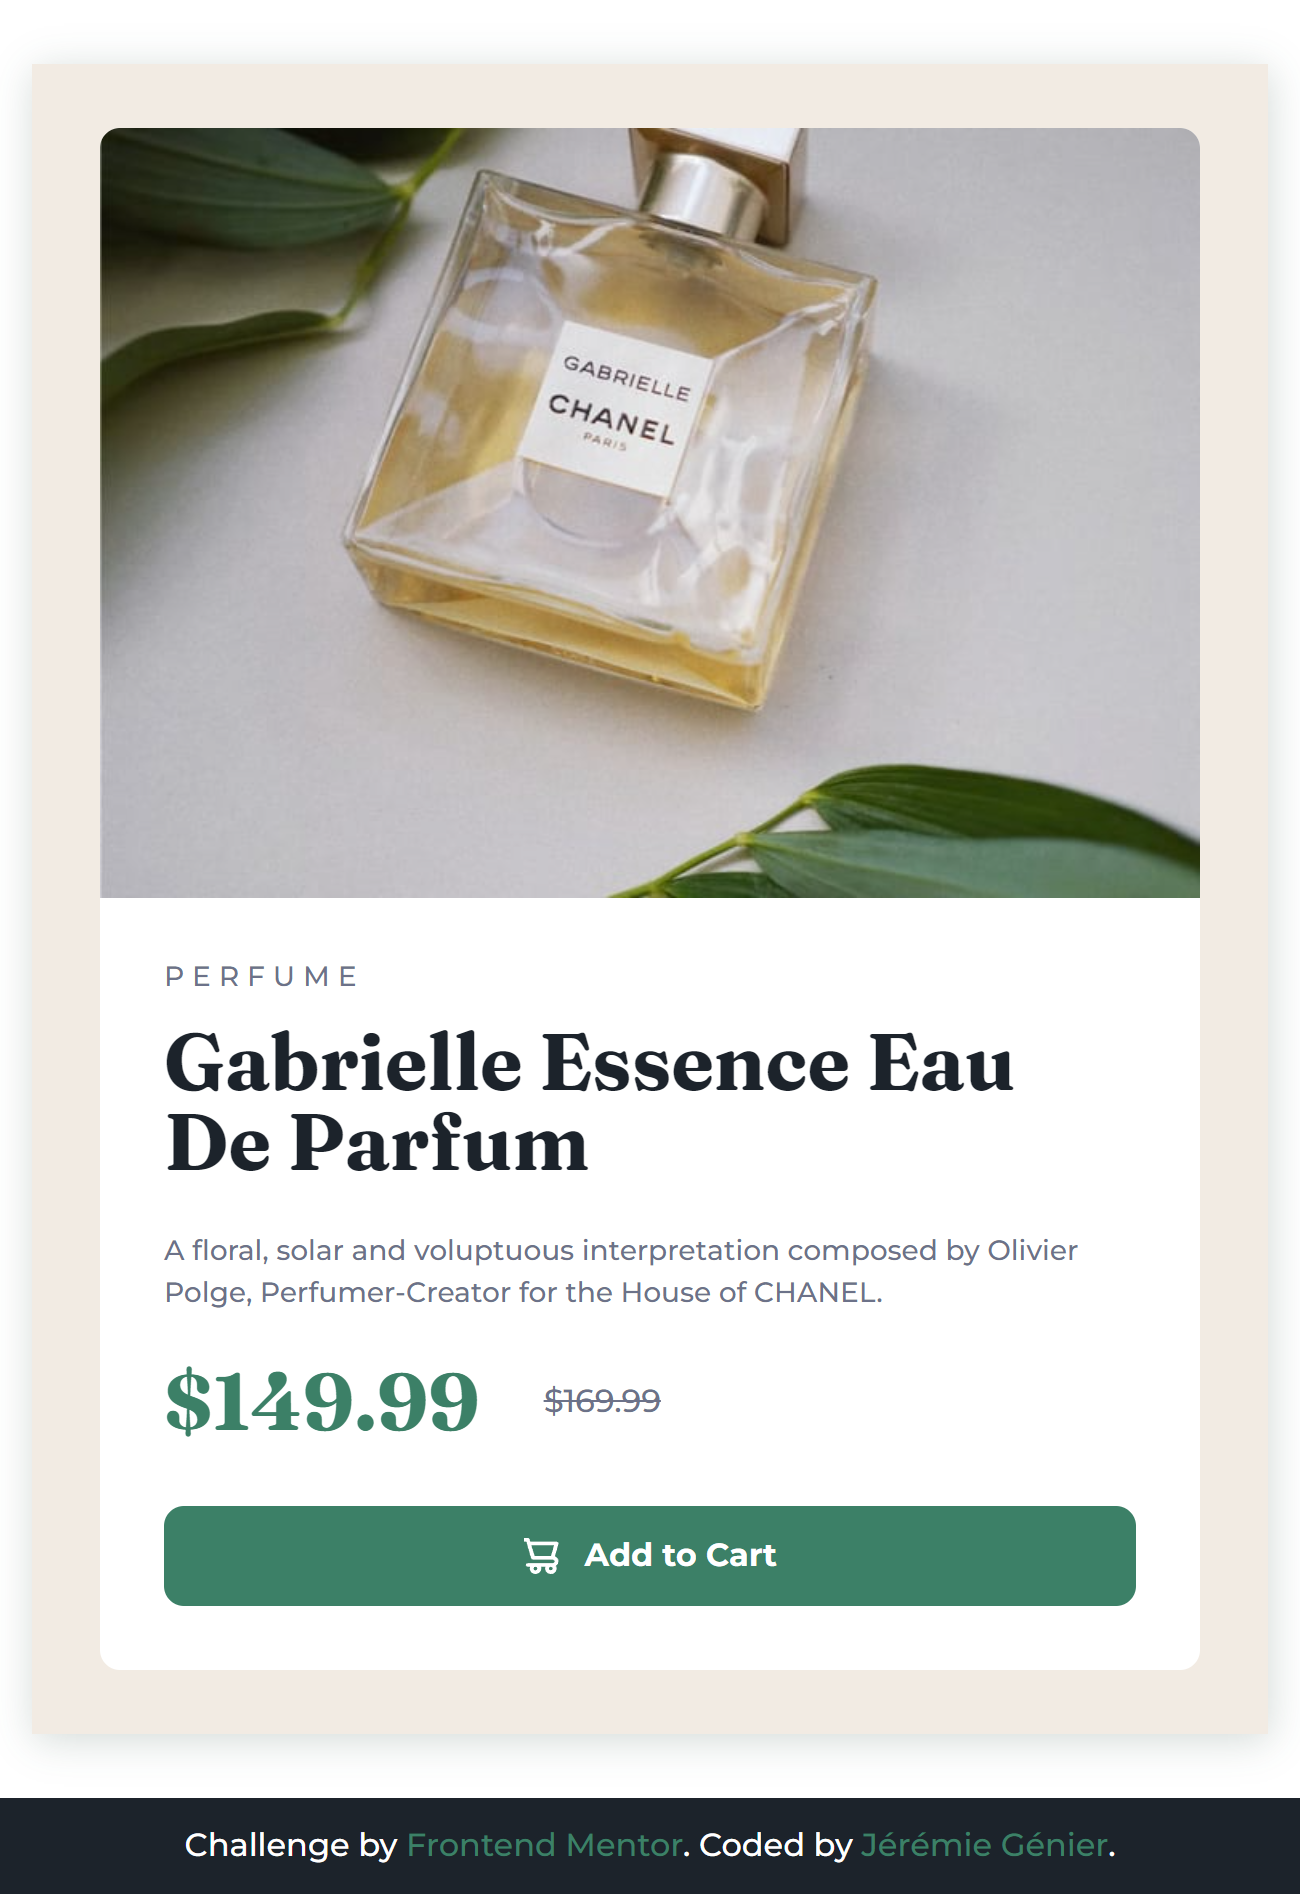 GABRIELLE
CHANEL
PARIS
PERFUME
Gabrielle Essence Eau
De Parfum
A floral, solar and voluptuous interpretation composed by Olivier
Polge, Perfumer-Creator for the House of CHANEL.
$149.99 $169.99
Add to Cart
Challenge by Frontend Mentor. Coded by Jérémie Génier.